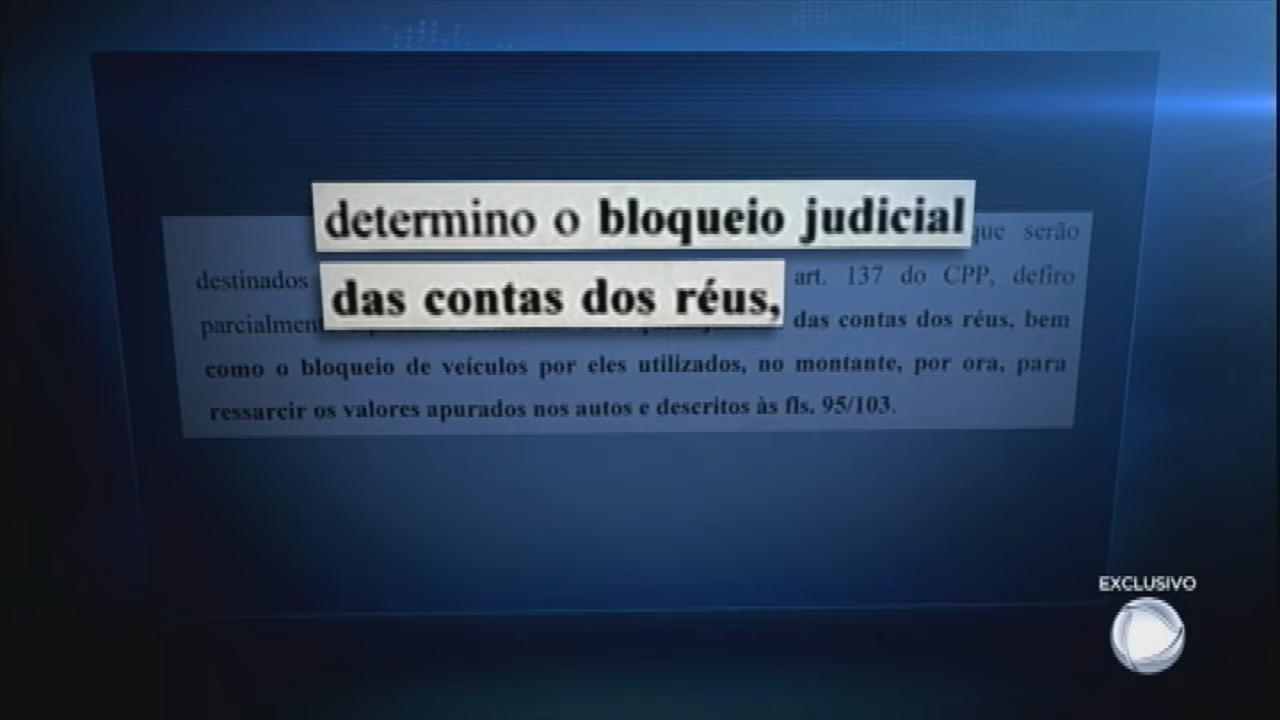 determino o bloqueio judicial
das contas dos réus,
que serão
destinados art. 137 do CPP, defiro
das contas dos réus, bem
como o bloqueio de veículos por eles utilizados, no montante, por ora, para
ressarcir os valores apurados nos autos e descritos às fls. 95/103.
EXCLUSIVO